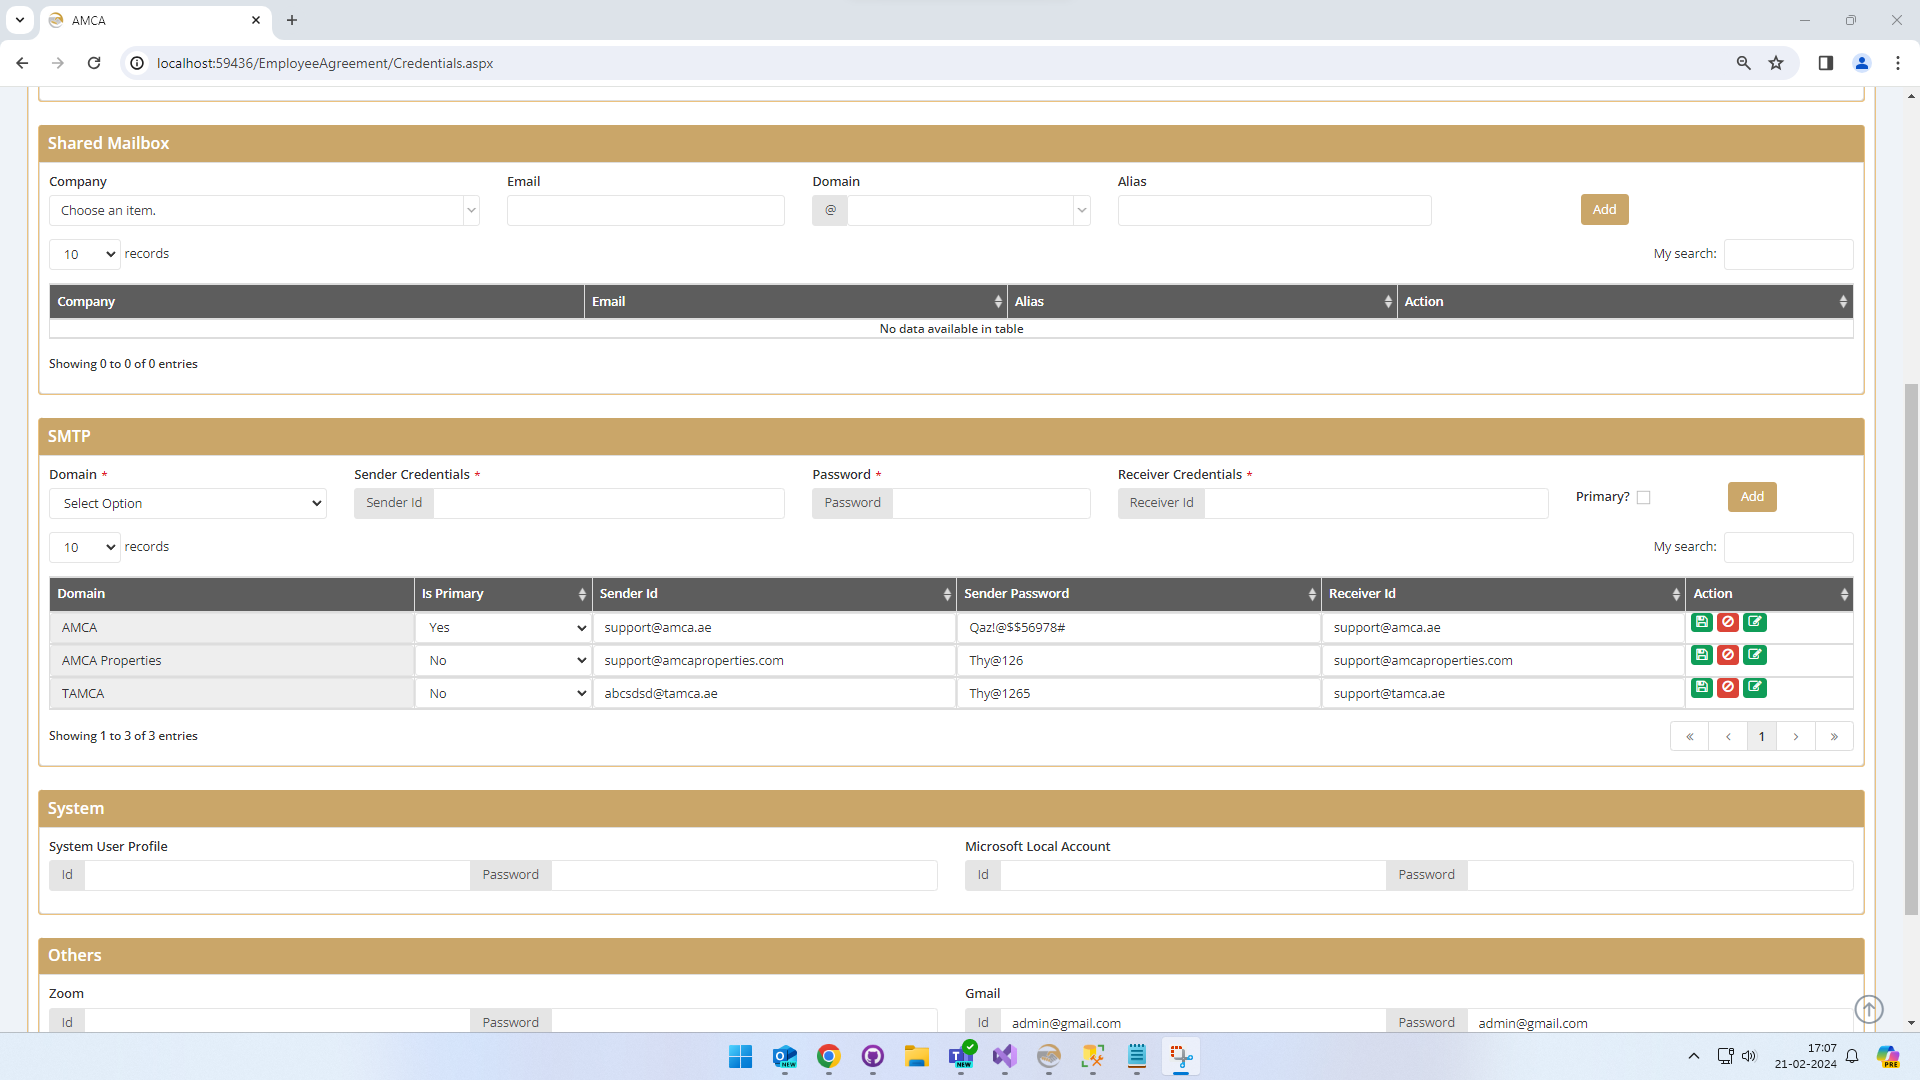 AMCA
localhost:59436/EmployeeAgreement/Credentials.aspx
Shared Mailbox
Company Email Domain Alias
Choose an item. @ Add
10 records My search:
Company Email Alias Action
No data available in table
Showing 0 to 0 of 0 entries
SMTP
Domain * Sender Credentials * Password * Receiver Credentials *
Select Option Sender Id Password Receiver Id Primary? Add
10 records My search:
Domain Is Primary Sender Id Sender Password Receiver Id Action
AMCA Yes support@amca.ae Qaz!@$$56978# support@amca.ae
AMCA Properties No support@amcaproperties.com Thy@126 support@amcaproperties.com
TAMCA No abcsdsd@tamca.ae Thy@1265 support@tamca.ae
Showing 1 to 3 of 3 entries « ‹ 1 › »
System
System User Profile Microsoft Local Account
Id Password Id Password
Others
Zoom Gmail
Id Password Id admin@gmail.com Password admin@gmail.com
NEW NEW 17:07 PRE
21-02-2024